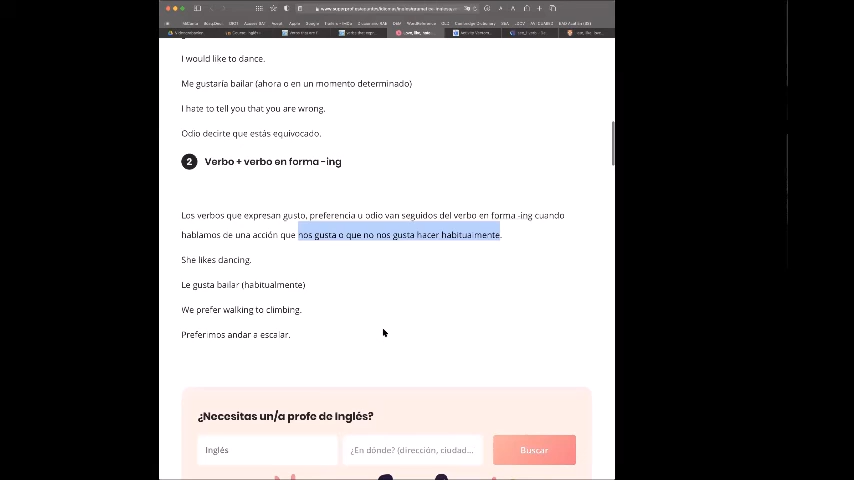 I would like to dance.
Me gustaría bailar (ahora o en un momento determinado)
I hate to tell you that you are wrong.
Odio decirte que estás equivocado.
2 Verbo + verbo en forma -ing
Los verbos que expresan gusto, preferencia u odio van seguidos del verbo en forma -ing cuando
hablamos de una acción que nos gusta o que no nos gusta hacer habitualmente.
She likes dancing.
Le gusta bailar (habitualmente)
We prefer walking to climbing.
Preferimos andar a escalar.
¿Necesitas un/a profe de Inglés?
Inglés
¿En dónde? (dirección, ciudad...
Buscar